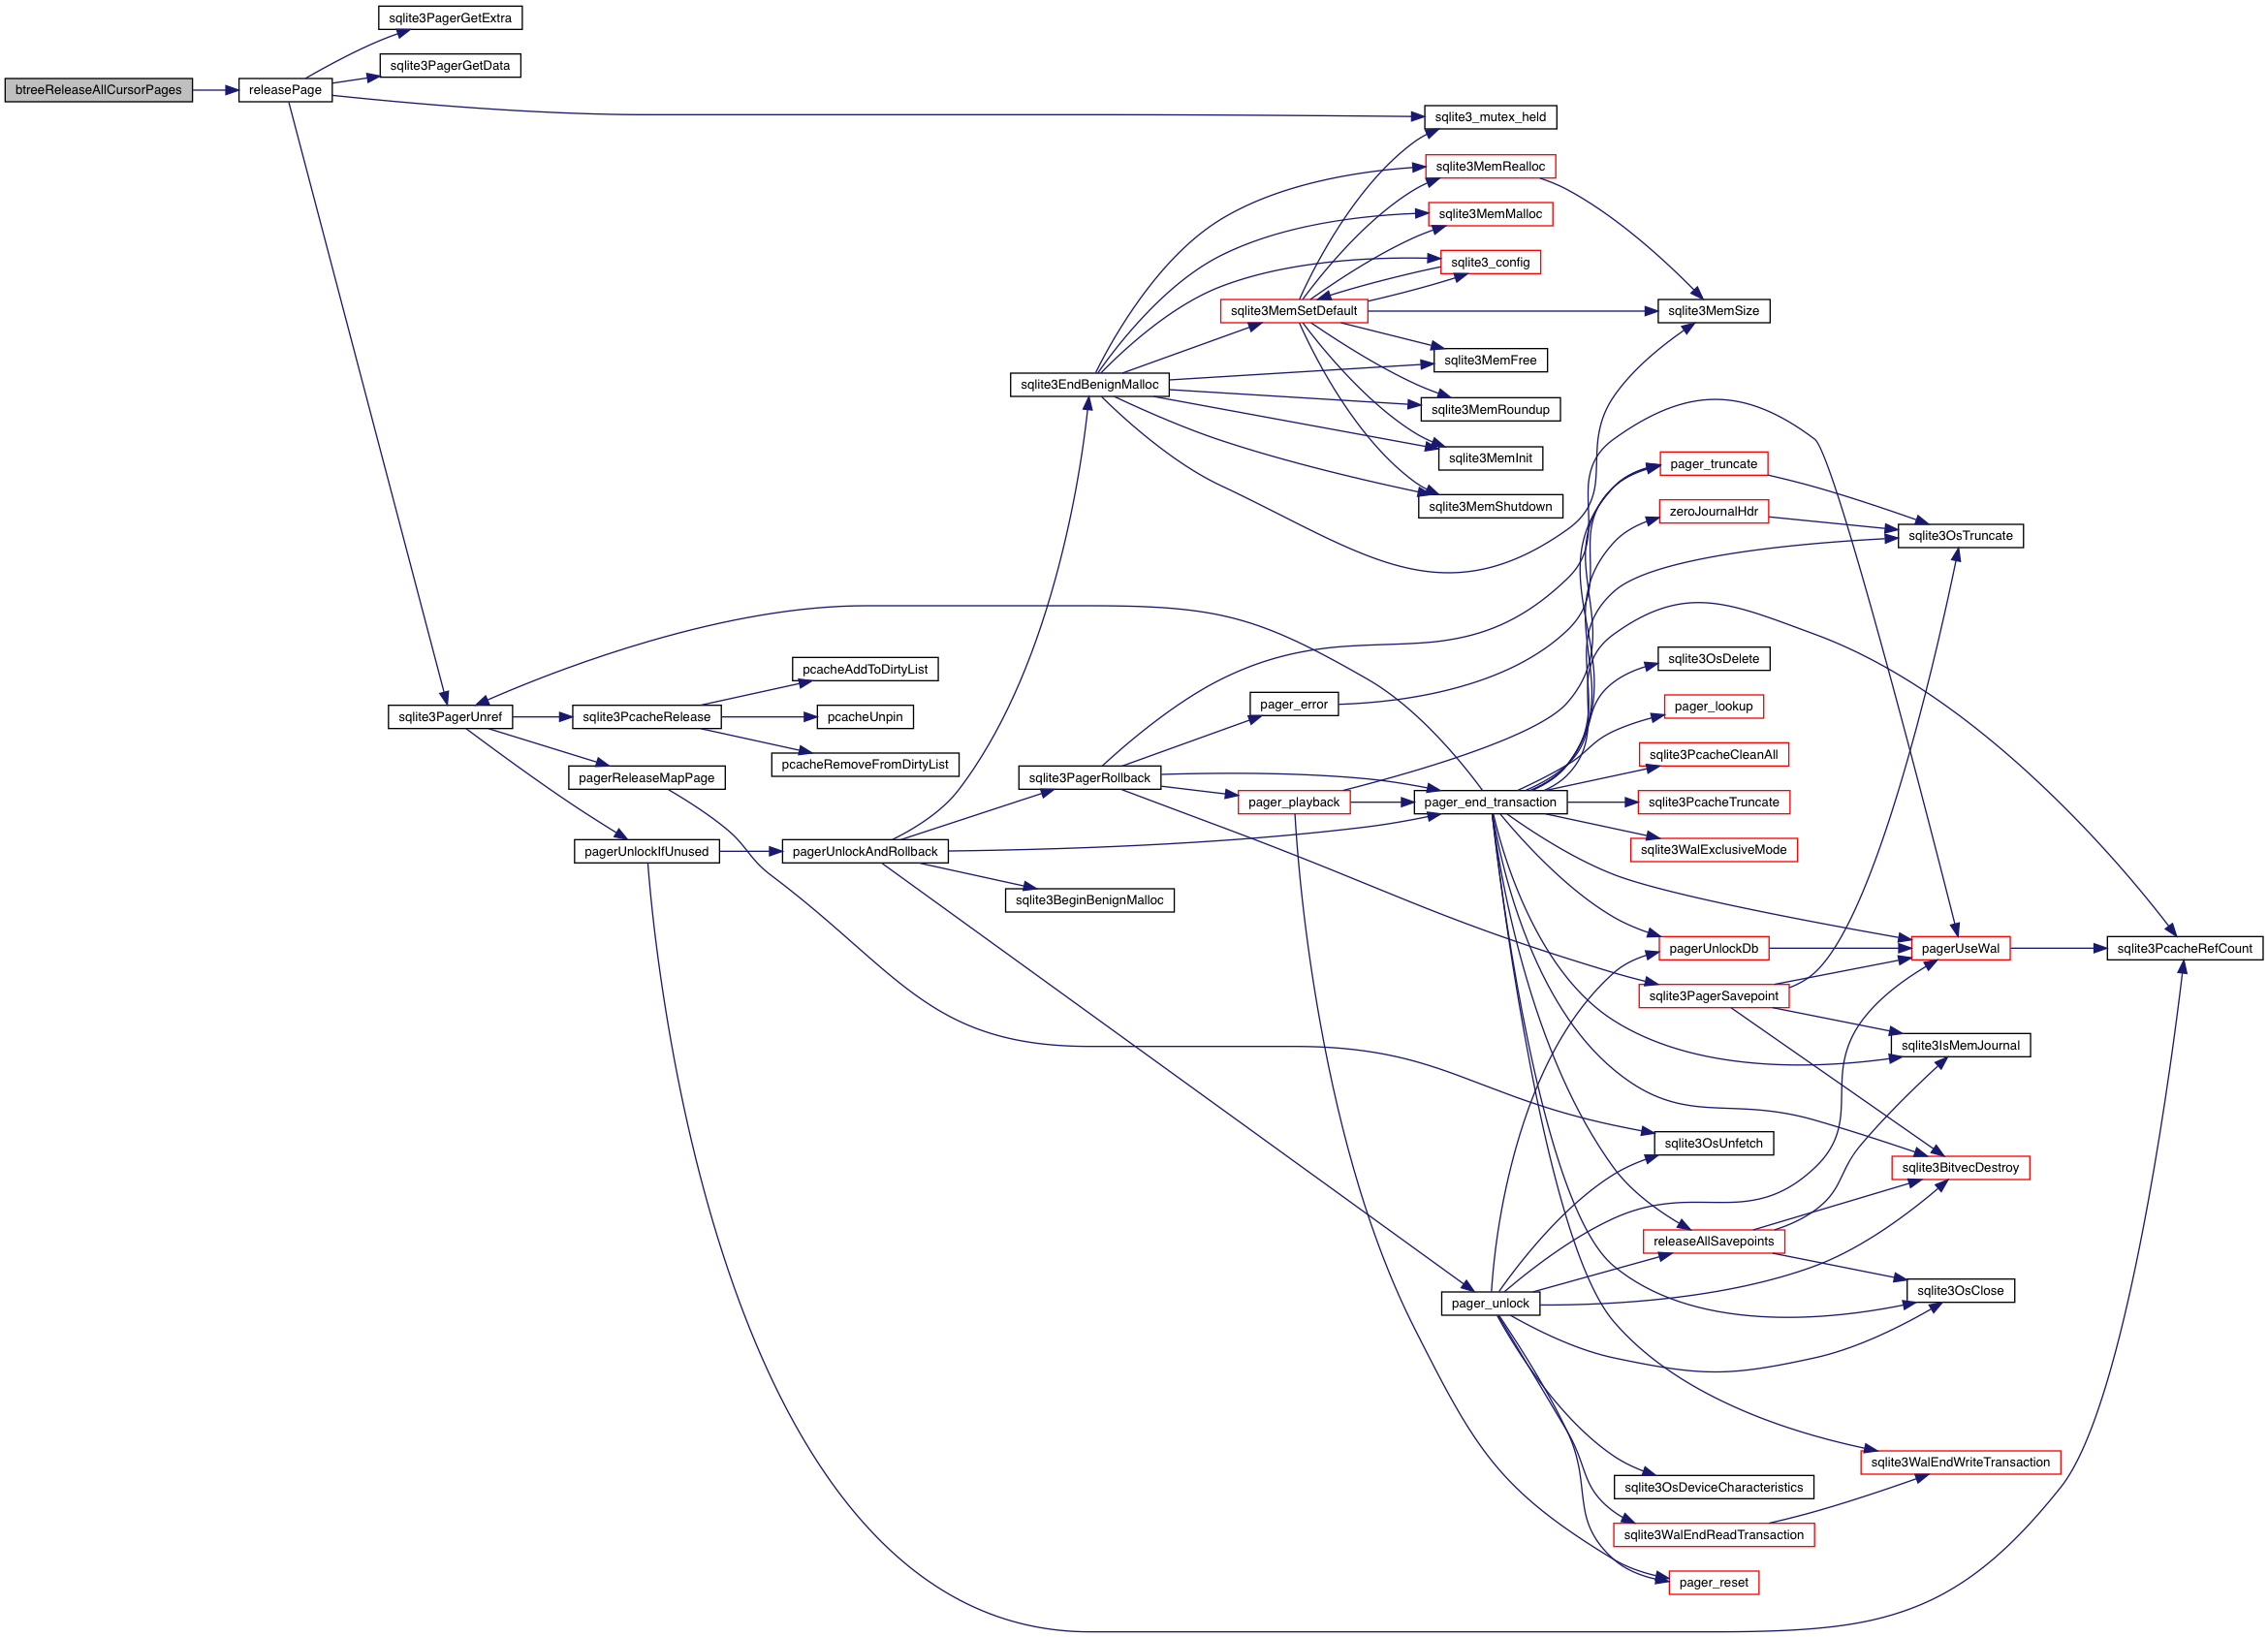 sqlite3PagerGetExtra
sqlite3PagerGetData
btreeReleaseAllCursorPages
releasePage
sqlite3_mutex_held
sqlite3MemRealloc
sqlite3MemMalloc
sqlite3_config
sqlite3MemSetDefault
sqlite3MemSize
sqlite3MemFree
sqlite3EndBenignMalloc
sqlite3MemRoundup
sqlite3MemInit
pager_truncate
sqlite3MemShutdown
zeroJournalHdr
sqlite3OsTruncate
sqlite3OsDelete
pcacheAddToDirtyList
pager_error
pager_lookup
sqlite3PagerUnref
sqlite3PcacheRelease
pcacheUnpin
sqlite3PcacheCleanAll
pcacheRemoveFromDirtyList
pagerReleaseMapPage
sqlite3PagerRollback
pager_playback
pager_end_transaction
sqlite3PcacheTruncate
pagerUnlockIfUnused
pagerUnlockAndRollback
sqlite3WalExclusiveMode
sqlite3BeginBenignMalloc
pagerUnlockDb
pagerUseWal
sqlite3PcacheRefCount
sqlite3PagerSavepoint
sqlite3IsMemJournal
sqlite3OsUnfetch
sqlite3BitvecDestroy
releaseAllSavepoints
sqlite3OsClose
pager_unlock
sqlite3WalEndWriteTransaction
sqlite3OsDeviceCharacteristics
sqlite3WalEndReadTransaction
pager_reset